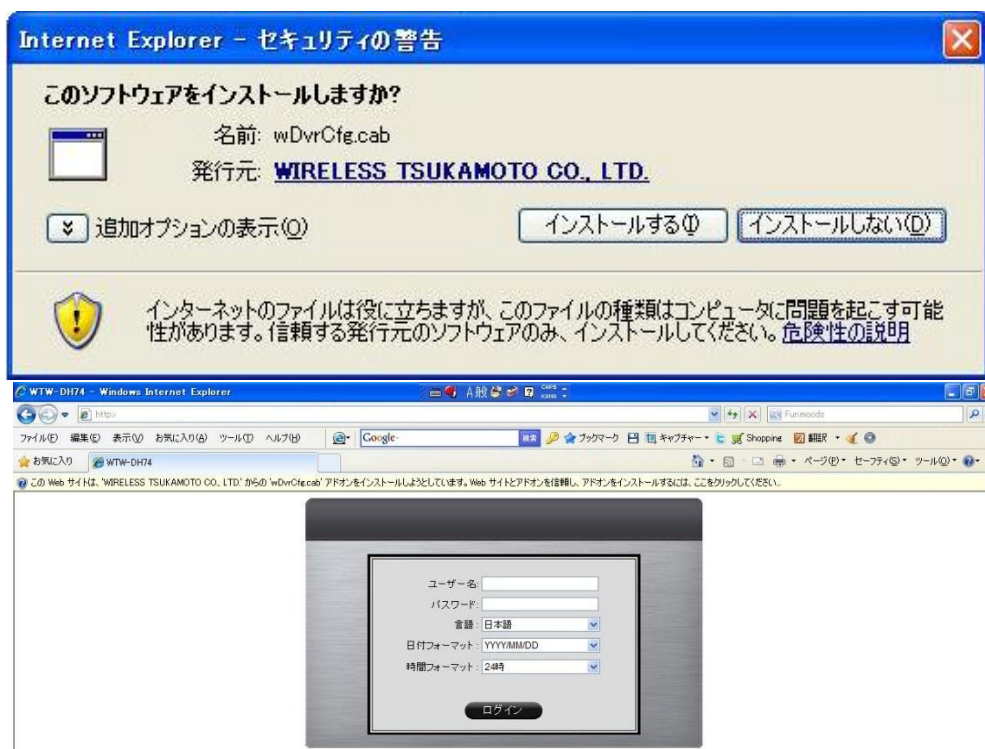 Internet Explorer - セキュリティの警告
このソフトウェアをインストールしますか?
名前: wDvrCfg.cab
発行元: WIRELESS TSUKAMOTO CO., LTD.
追加オプションの表示(O)
インストールする(I)
インストールしない(D)
インターネットのファイルは役に立ちますが、このファイルの種類はコンピュータに問題を起こす可能
性があります。信頼する発行元のソフトウェアのみ、インストールしてください。危険性の説明
WTW-DH74 - Windows Internet Explorer
A 般
CAPS
KANA
http:/
Funmoods
ファイル(F) 編集(E) 表示(V) お気に入り(A) ツール(T) ヘルプ(H)
Google
検索
ブックマーク
キャプチャー
Shopping
翻訳
お気に入り
WTW-DH74
ページ(P) セーフティ(S) ツール(O)
この Web サイトは、'WIRELESS TSUKAMOTO CO., LTD.' からの 'wDvrCfg.cab' アドオンをインストールしようとしています。Web サイトとアドオンを信頼し、アドオンをインストールするには、ここをクリックしてください...
ユーザー名:
パスワード:
言語: 日本語
日付フォーマット: YYYY/MM/DD
時間フォーマット: 24時
ログイン